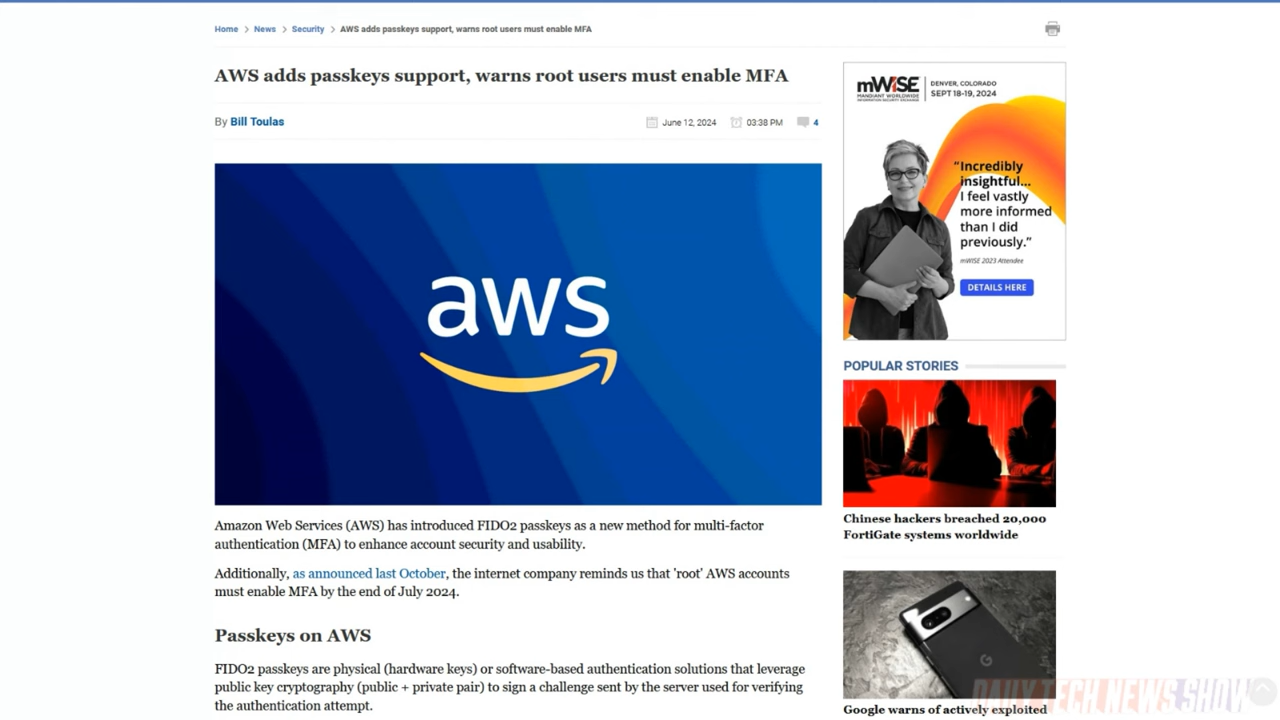 Home > News > Security > AWS adds passkeys support, warns root users must enable MFA
AWS adds passkeys support, warns root users must enable MFA
By Bill Toulas
June 12, 2024
03:38 PM
4
aws
Amazon Web Services (AWS) has introduced FIDO2 passkeys as a new method for multi-factor
authentication (MFA) to enhance account security and usability.
Additionally, as announced last October, the internet company reminds us that 'root' AWS accounts
must enable MFA by the end of July 2024.
Passkeys on AWS
FIDO2 passkeys are physical (hardware keys) or software-based authentication solutions that leverage
public key cryptography (public + private pair) to sign a challenge sent by the server used for verifying
the authentication attempt.
mWISE
MANDIANT WORLDWIDE
INFORMATION SECURITY EXCHANGE
DENVER, COLORADO
SEPT 18-19, 2024
“Incredibly
insightful...
I feel vastly
more informed
than I did
previously.”
mWISE 2023 Attendee
DETAILS HERE
POPULAR STORIES
Chinese hackers breached 20,000
FortiGate systems worldwide
G
Google warns of actively exploited
DAILY TECH NEWS SHOW